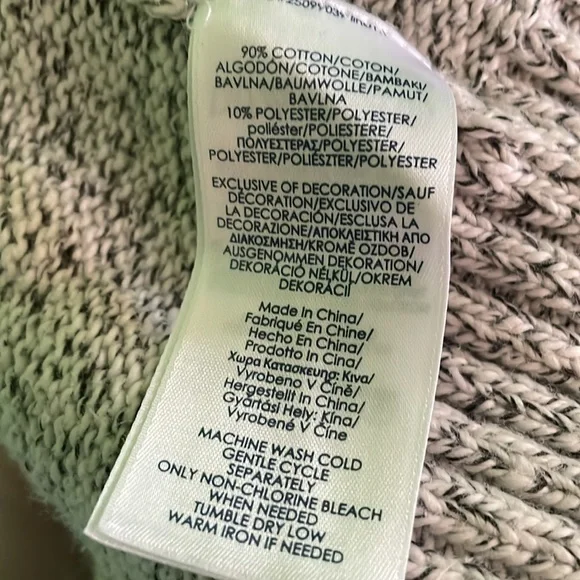 90% COTTON/COTON/
ALGODÓN/COTONE/BAMBAKI/
BAVLNA/BAUMWOLLE/PAMUT/
BAVLNA
10% POLYESTER/POLYESTER/
poliéster/POLIESTERE/
ΠΟΛΥΕΣΤΕΡΑΣ/POLYESTER/
POLYESTER/POLIÉSZTER/POLYESTER
EXCLUSIVE OF DECORATION/SAUF
DÉCORATION/EXCLUSIVO DE
LA DECORACIÓN/ESCLUSA LA
DECORAZIONE/ΑΠΟΚΛΕΙΣΤΙΚΗ ΑΠΟ
ΔΙΑΚΟΣΜΗΣΗ/KROMĚ OZDOB/
AUSGENOMMEN DEKORATION/
DEKORÁCIÓ NÉLKÜL/OKREM
DEKORÁCII
Made In China/
Fabriqué En Chine/
Hecho En China/
Prodotto In Cina/
Χωρα Κατασκευης: Κινα/
Vyrobeno V Číně/
Hergestellt In China/
Gyártási Hely: Kína/
Vyrobené V Číne
MACHINE WASH COLD
GENTLE CYCLE
SEPARATELY
ONLY NON-CHLORINE BLEACH
WHEN NEEDED
TUMBLE DRY LOW
WARM IRON IF NEEDED